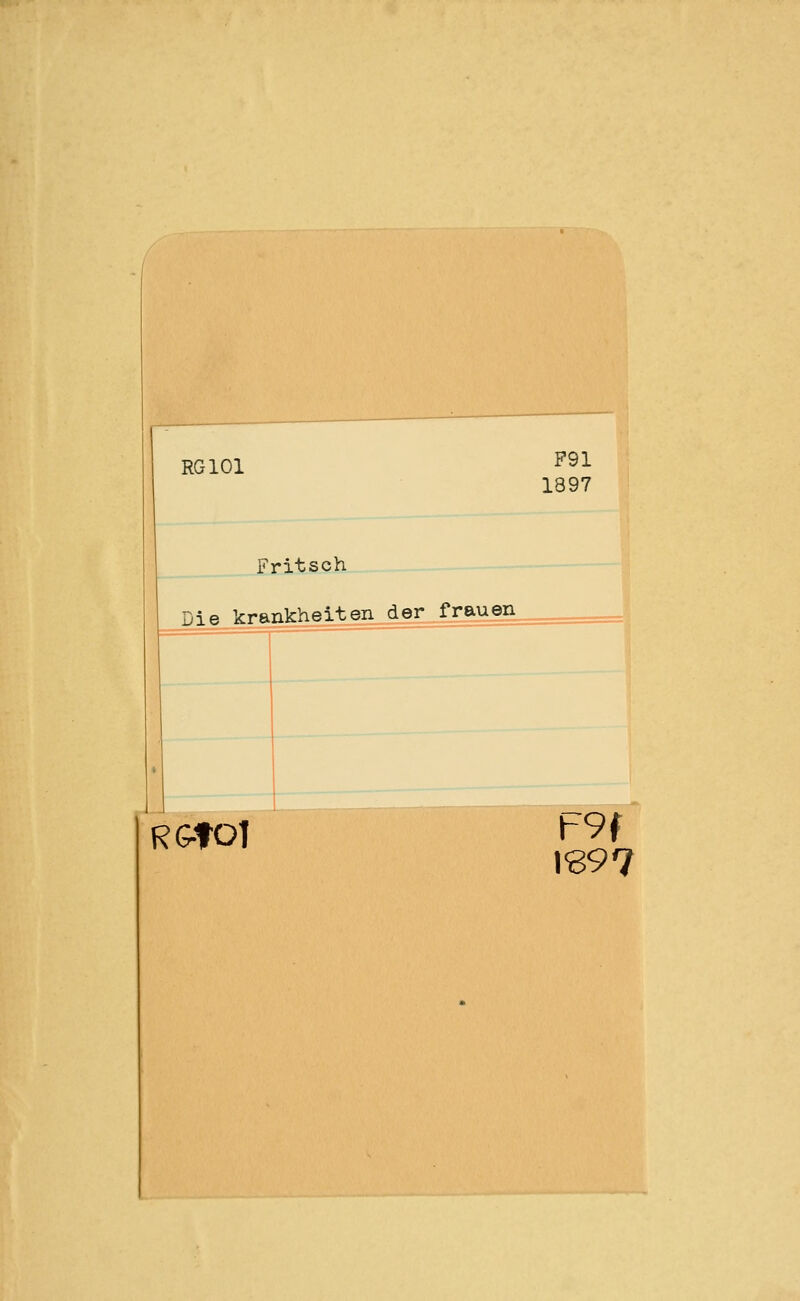 RG101 F91
1897
Fritsch
Die krankheiten der frauen
RG101 F91
1897